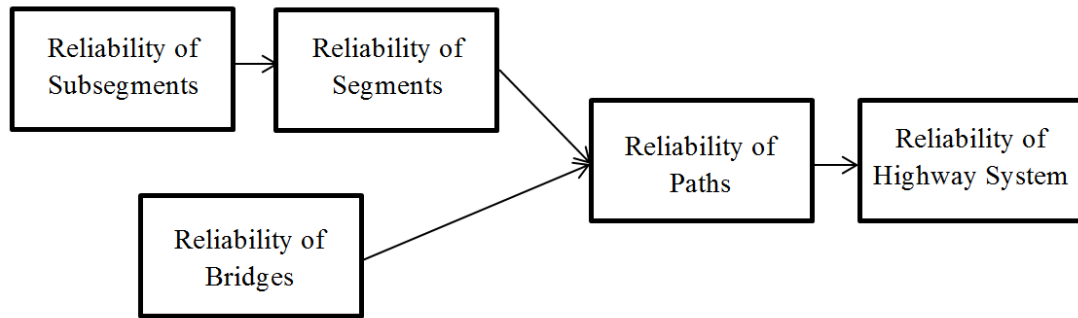 Reliability of
Subsegments
Reliability of
Segments
Reliability of
Bridges
Reliability of
Paths
Reliability of
Highway System